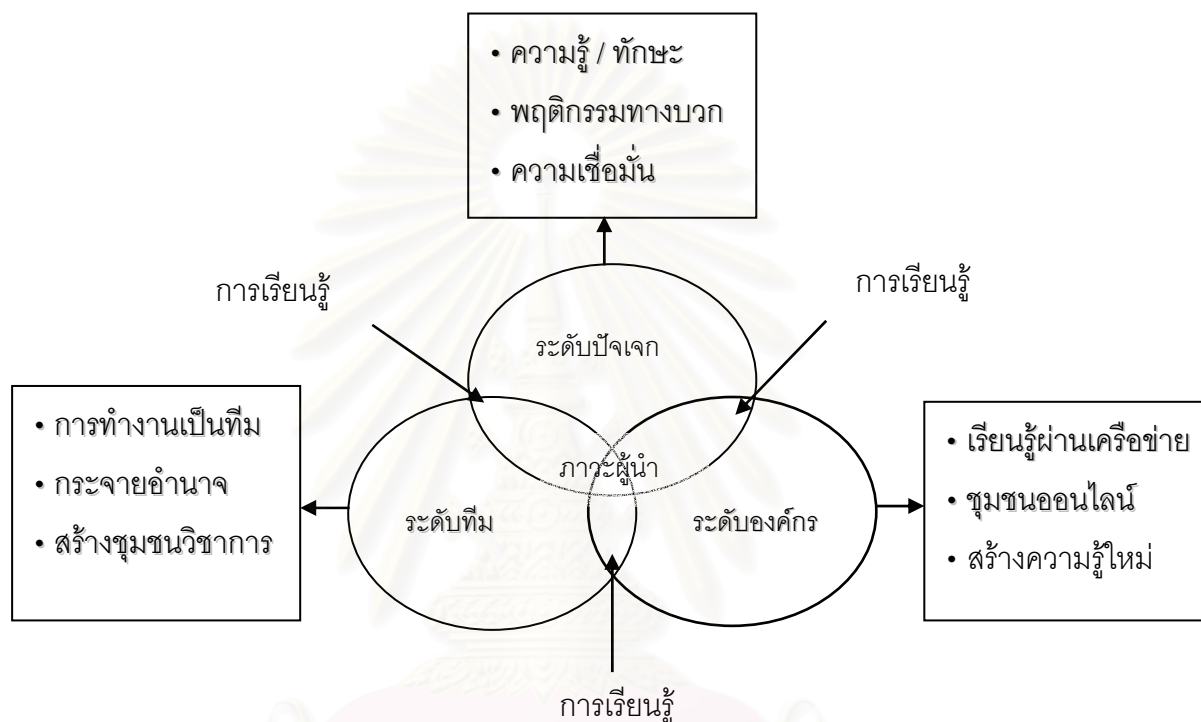 • ความรู้ / ทักษะ
• พฤติกรรมทางบวก
• ความเชื่อมั่น
การเรียนรู้
การเรียนรู้
ระดับปัจเจก
• การทำงานเป็นทีม
• กระจายอำนาจ
• สร้างชุมชนวิชาการ
ภาวะผู้นำ
ระดับทีม
ระดับองค์กร
• เรียนรู้ผ่านเครือข่าย
• ชุมชนออนไลน์
• สร้างความรู้ใหม่
การเรียนรู้